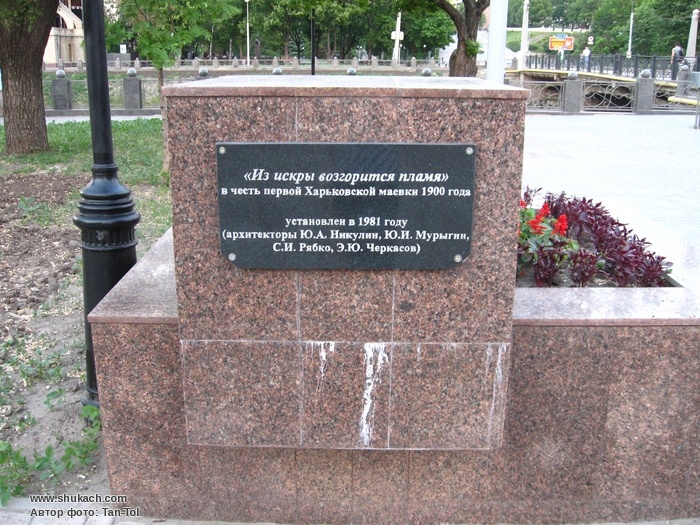 «Из искры возгорится пламя»
в честь первой Харьковской маевки 1900 года
установлен в 1981 году
(архитекторы Ю.А. Никулин, Ю.И. Мурыгин,
С.И. Рябко, Э.Ю. Черкасов)
www.shukach.com
Автор фото: Tan-Tol